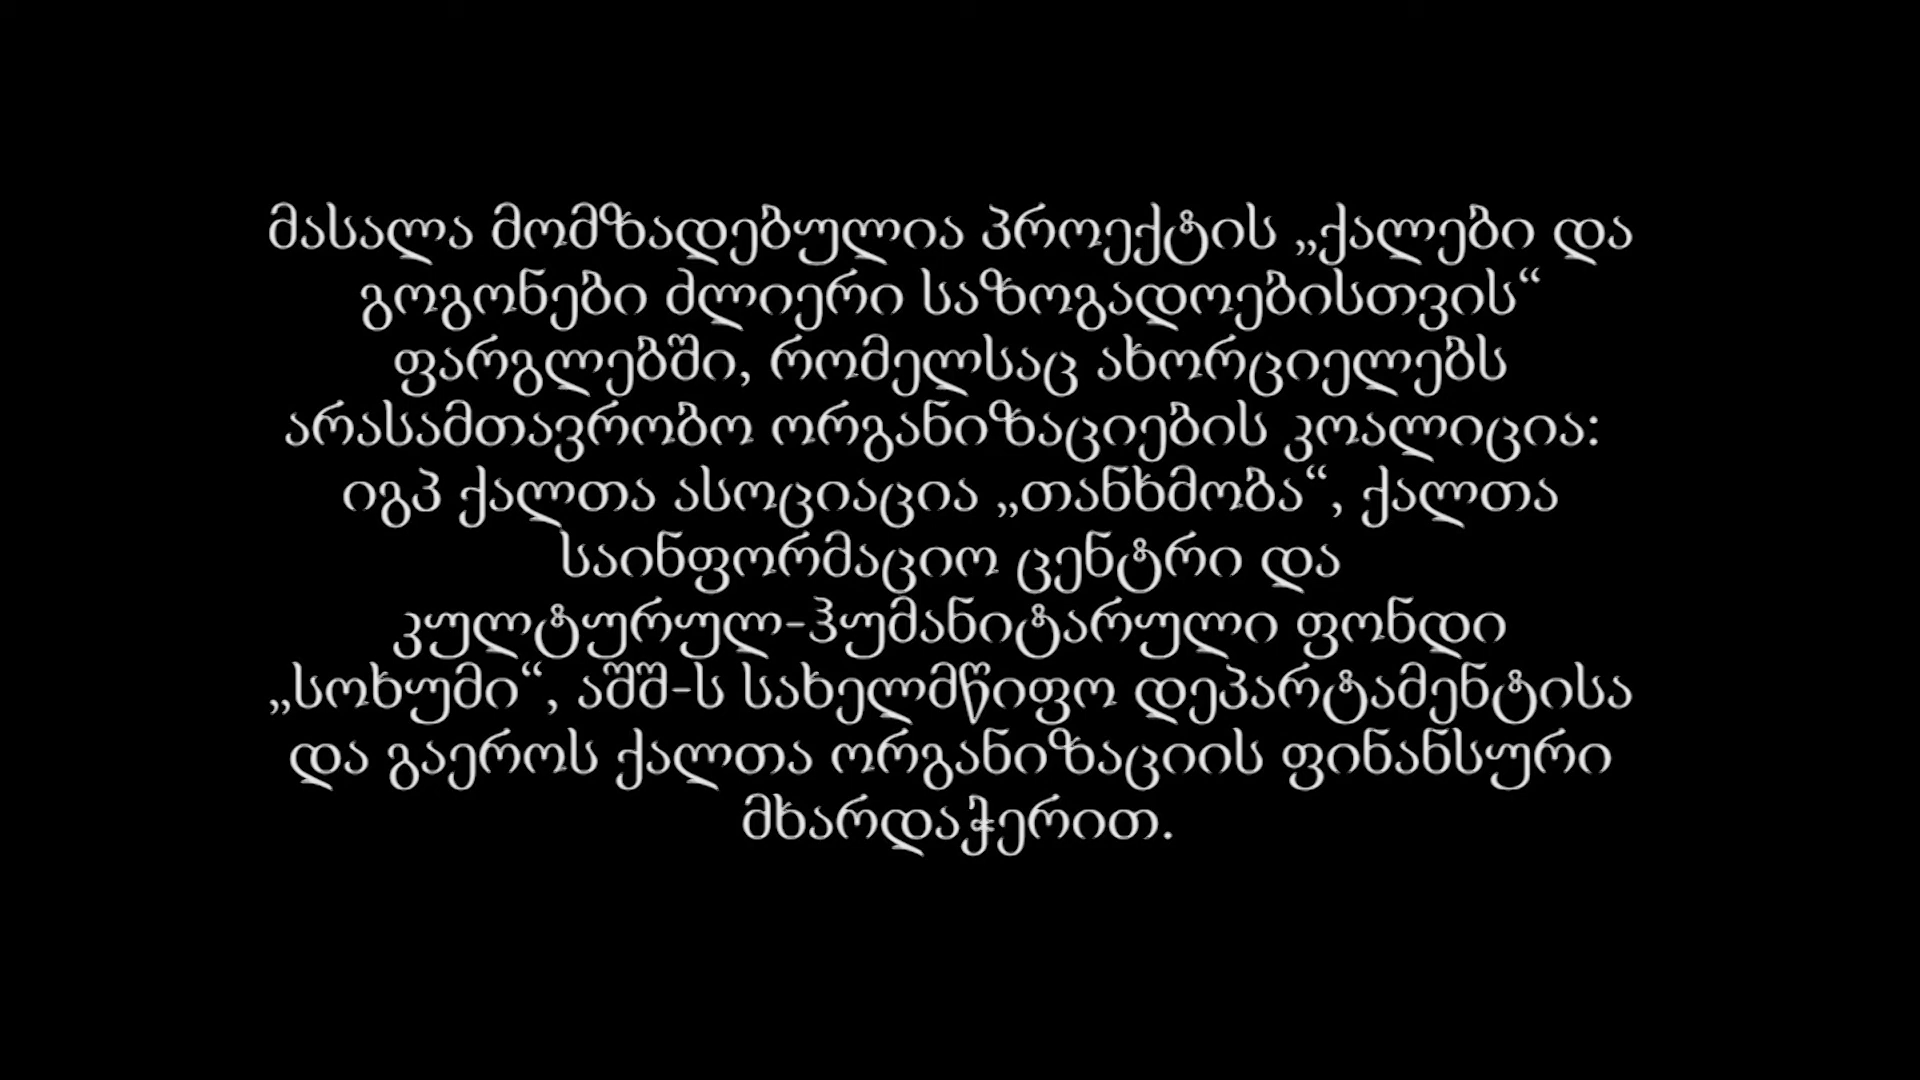 მასალა მომზადებულია პროექტის „ქალები და
გოგონები ძლიერი საზოგადოებისთვის“
ფარგლებში, რომელსაც ახორციელებს
არასამთავრობო ორგანიზაციების კოალიცია:
იგპ ქალთა ასოციაცია „თანხმობა“, ქალთა
საინფორმაციო ცენტრი და
კულტურულ-ჰუმანიტარული ფონდი
„სოხუმი“, აშშ-ს სახელმწიფო დეპარტამენტისა
და გაეროს ქალთა ორგანიზაციის ფინანსური
მხარდაჭერით.